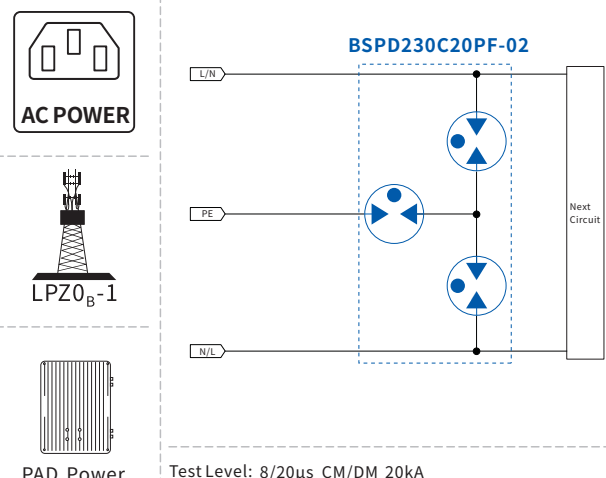 AC POWER
LPZ0B-1
PAD Power
BSPD230C20PF-02
L/N
PE
N/L
Next
Circuit
Test Level: 8/20μs CM/DM 20kA